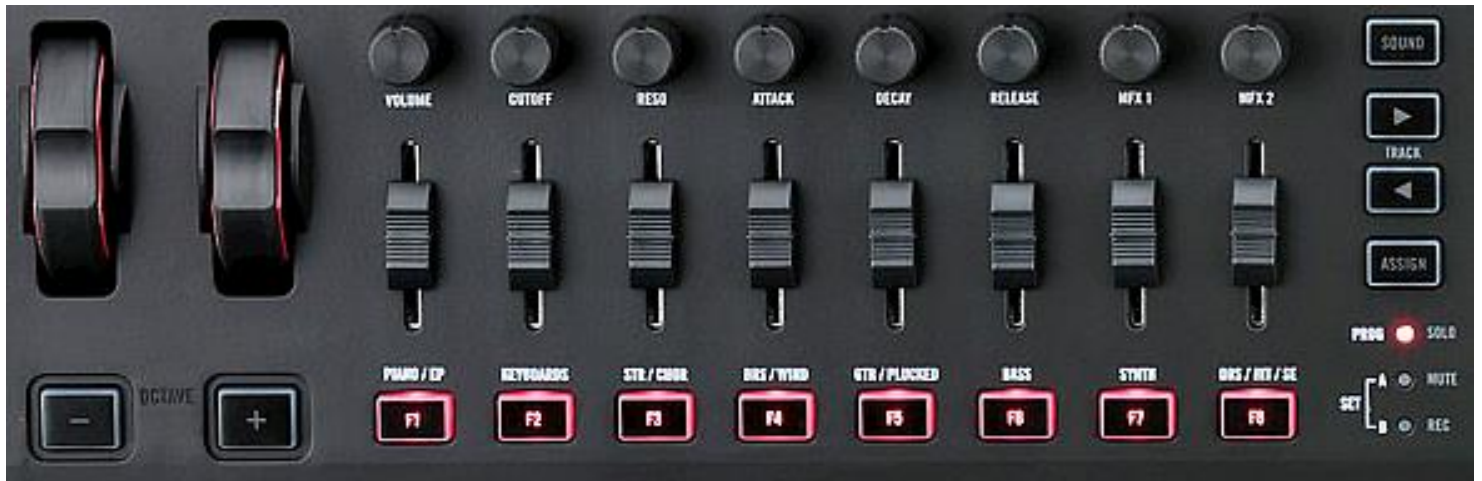 SOUND
VOLUME CUTOFF RESO ATTACK DECAY RELEASE MFX 1 MFX 2
TRACK
ASSIGN
PROG SOLO
PIANO / EP KEYBOARDS STR / CHOR BRS / WIND GTR / PLUCKED BASS SYNTH DRS / HIT / SE
A MUTE
- OCTAVE + F1 F2 F3 F4 F5 F6 F7 F8
SET
B REC